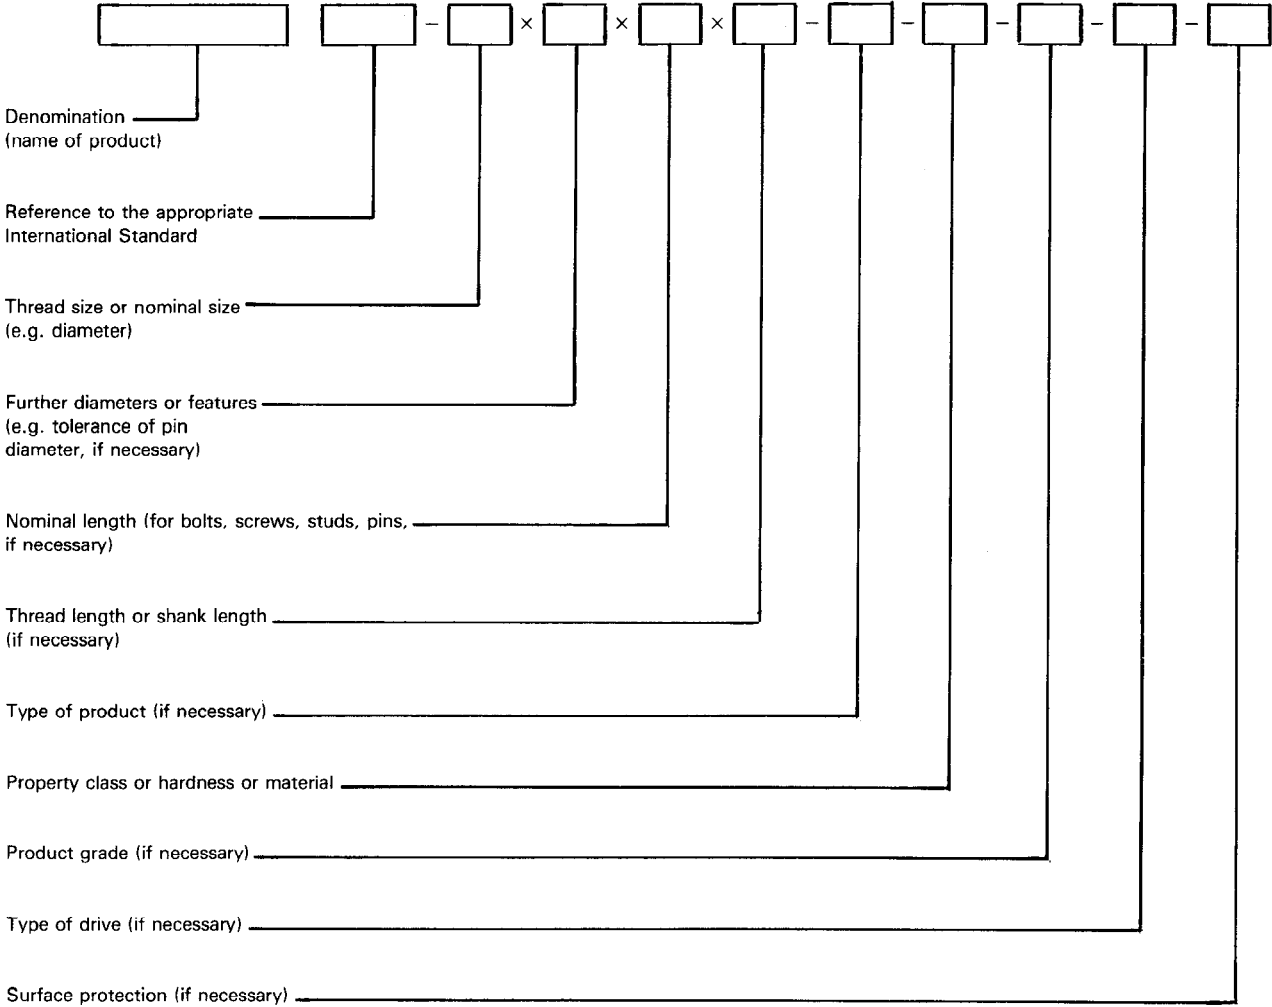 - × × × - - - - -
Denomination
(name of product)
Reference to the appropriate
International Standard
Thread size or nominal size
(e.g. diameter)
Further diameters or features
(e.g. tolerance of pin
diameter, if necessary)
Nominal length (for bolts, screws, studs, pins,
if necessary)
Thread length or shank length
(if necessary)
Type of product (if necessary)
Property class or hardness or material
Product grade (if necessary)
Type of drive (if necessary)
Surface protection (if necessary)